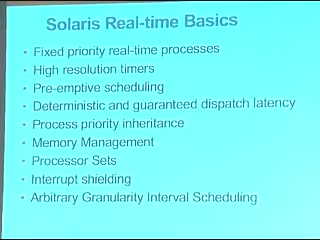 Solaris Real-time Basics
• Fixed priority real-time processes
• High resolution timers
• Pre-emptive scheduling
• Deterministic and guaranteed dispatch latency
• Process priority inheritance
• Memory Management
• Processor Sets
• Interrupt shielding
• Arbitrary Granularity Interval Scheduling